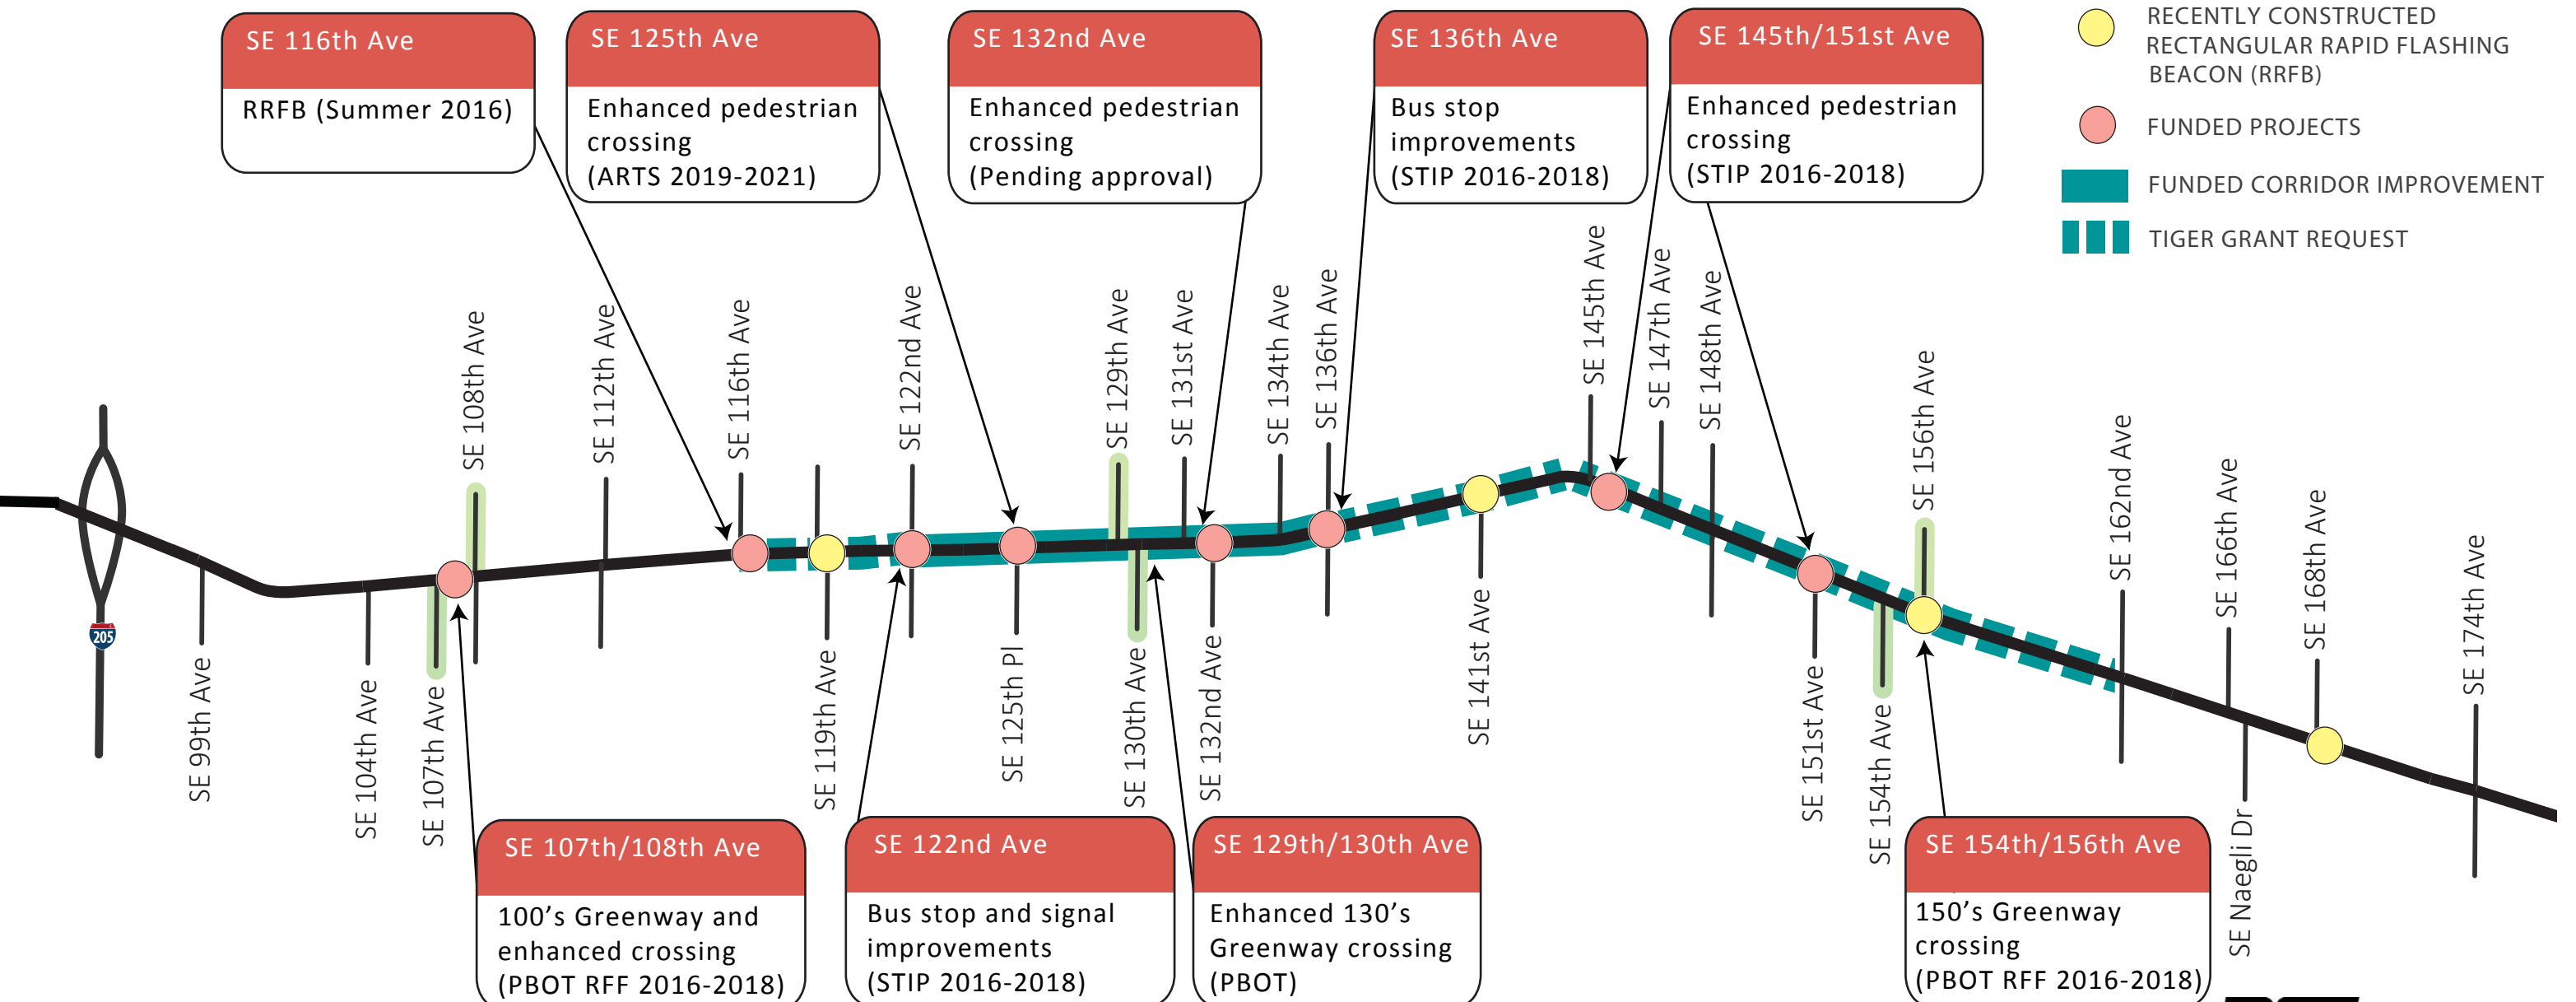 SE 116th Ave
RRFB (Summer 2016)
SE 125th Ave
Enhanced pedestrian
crossing
(ARTS 2019-2021)
SE 132nd Ave
Enhanced pedestrian
crossing
(Pending approval)
SE 136th Ave
Bus stop
improvements
(STIP 2016-2018)
SE 145th/151st Ave
Enhanced pedestrian
crossing
(STIP 2016-2018)
RECENTLY CONSTRUCTED
RECTANGULAR RAPID FLASHING
BEACON (RRFB)
FUNDED PROJECTS
FUNDED CORRIDOR IMPROVEMENT
TIGER GRANT REQUEST
205
SE 99th Ave
SE 104th Ave
SE 107th Ave
SE 108th Ave
SE 112th Ave
SE 116th Ave
SE 119th Ave
SE 122nd Ave
SE 125th Pl
SE 129th Ave
SE 130th Ave
SE 131st Ave
SE 132nd Ave
SE 134th Ave
SE 136th Ave
SE 141st Ave
SE 145th Ave
SE 147th Ave
SE 148th Ave
SE 151st Ave
SE 154th Ave
SE 156th Ave
SE 162nd Ave
SE 166th Ave
SE Naegli Dr
SE 168th Ave
SE 174th Ave
SE 107th/108th Ave
100’s Greenway and
enhanced crossing
(PBOT RFF 2016-2018)
SE 122nd Ave
Bus stop and signal
improvements
(STIP 2016-2018)
SE 129th/130th Ave
Enhanced 130’s
Greenway crossing
(PBOT)
SE 154th/156th Ave
150’s Greenway
crossing
(PBOT RFF 2016-2018)